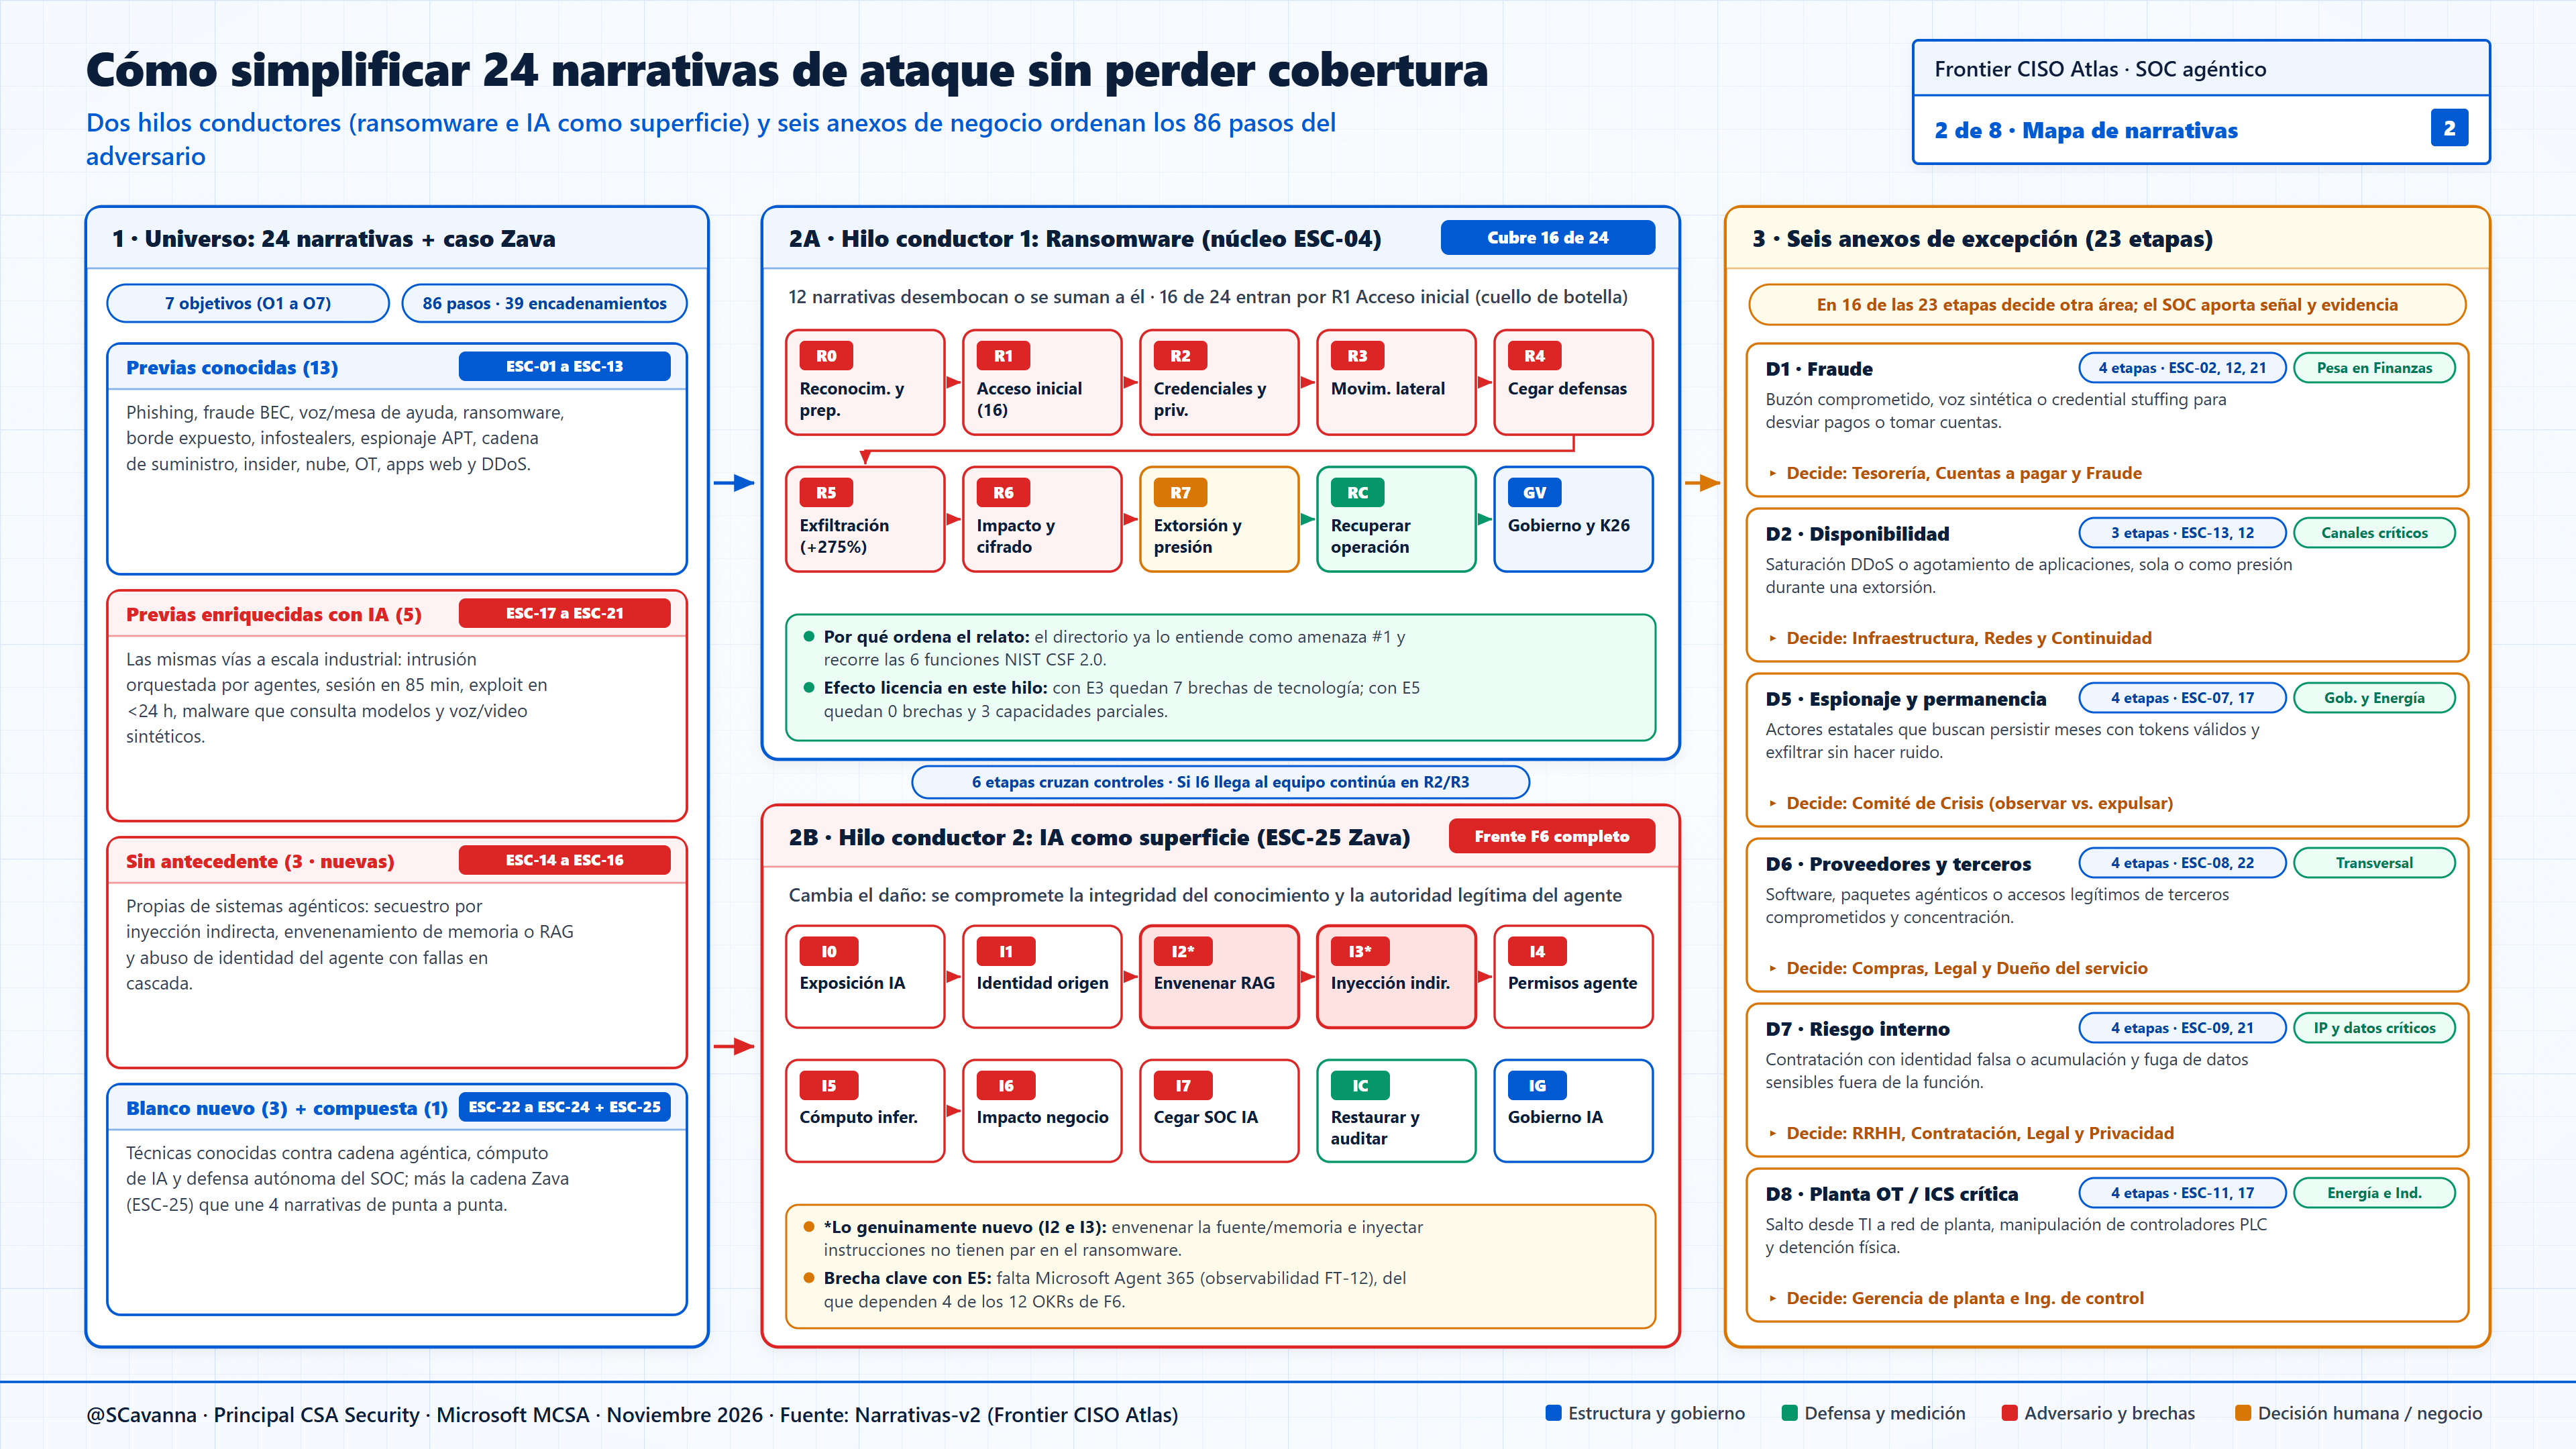 Cómo simplificar 24 narrativas de ataque sin perder cobertura
Dos hilos conductores (ransomware e IA como superficie) y seis anexos de negocio ordenan los 86 pasos del
adversario
Frontier CISO Atlas · SOC agéntico
2 de 8 · Mapa de narrativas
2
1 · Universo: 24 narrativas + caso Zava
7 objetivos (O1 a O7)
86 pasos · 39 encadenamientos
Previas conocidas (13)
ESC-01 a ESC-13
Phishing, fraude BEC, voz/mesa de ayuda, ransomware,
borde expuesto, infostealers, espionaje APT, cadena
de suministro, insider, nube, OT, apps web y DDoS.
Previas enriquecidas con IA (5)
ESC-17 a ESC-21
Las mismas vías a escala industrial: intrusión
orquestada por agentes, sesión en 85 min, exploit en
<24 h, malware que consulta modelos y voz/video
sintéticos.
Sin antecedente (3 · nuevas)
ESC-14 a ESC-16
Propias de sistemas agénticos: secuestro por
inyección indirecta, envenenamiento de memoria o RAG
y abuso de identidad del agente con fallas en
cascada.
Blanco nuevo (3) + compuesta (1)
ESC-22 a ESC-24 + ESC-25
Técnicas conocidas contra cadena agéntica, cómputo
de IA y defensa autónoma del SOC; más la cadena Zava
(ESC-25) que une 4 narrativas de punta a punta.
2A · Hilo conductor 1: Ransomware (núcleo ESC-04)
Cubre 16 de 24
12 narrativas desembocan o se suman a él · 16 de 24 entran por R1 Acceso inicial (cuello de botella)
R0
Reconocim. y
prep.
R1
Acceso inicial
(16)
R2
Credenciales y
priv.
R3
Movim. lateral
R4
Cegar defensas
R5
Exfiltración
(+275%)
R6
Impacto y
cifrado
R7
Extorsión y
presión
RC
Recuperar
operación
GV
Gobierno y K26
Por qué ordena el relato: el directorio ya lo entiende como amenaza #1 y
recorre las 6 funciones NIST CSF 2.0.
Efecto licencia en este hilo: con E3 quedan 7 brechas de tecnología; con E5
quedan 0 brechas y 3 capacidades parciales.
6 etapas cruzan controles · Si I6 llega al equipo continúa en R2/R3
2B · Hilo conductor 2: IA como superficie (ESC-25 Zava)
Frente F6 completo
Cambia el daño: se compromete la integridad del conocimiento y la autoridad legítima del agente
I0
Exposición IA
I1
Identidad origen
I2*
Envenenar RAG
I3*
Inyección indir.
I4
Permisos agente
I5
Cómputo infer.
I6
Impacto negocio
I7
Cegar SOC IA
IC
Restaurar y
auditar
IG
Gobierno IA
*Lo genuinamente nuevo (I2 e I3): envenenar la fuente/memoria e inyectar
instrucciones no tienen par en el ransomware.
Brecha clave con E5: falta Microsoft Agent 365 (observabilidad FT-12), del
que dependen 4 de los 12 OKRs de F6.
3 · Seis anexos de excepción (23 etapas)
En 16 de las 23 etapas decide otra área; el SOC aporta señal y evidencia
D1 · Fraude
4 etapas · ESC-02, 12, 21
Pesa en Finanzas
Buzón comprometido, voz sintética o credential stuffing para
desviar pagos o tomar cuentas.
▸ Decide: Tesorería, Cuentas a pagar y Fraude
D2 · Disponibilidad
3 etapas · ESC-13, 12
Canales críticos
Saturación DDoS o agotamiento de aplicaciones, sola o como presión
durante una extorsión.
▸ Decide: Infraestructura, Redes y Continuidad
D5 · Espionaje y permanencia
4 etapas · ESC-07, 17
Gob. y Energía
Actores estatales que buscan persistir meses con tokens válidos y
exfiltrar sin hacer ruido.
▸ Decide: Comité de Crisis (observar vs. expulsar)
D6 · Proveedores y terceros
4 etapas · ESC-08, 22
Transversal
Software, paquetes agénticos o accesos legítimos de terceros
comprometidos y concentración.
▸ Decide: Compras, Legal y Dueño del servicio
D7 · Riesgo interno
4 etapas · ESC-09, 21
IP y datos críticos
Contratación con identidad falsa o acumulación y fuga de datos
sensibles fuera de la función.
▸ Decide: RRHH, Contratación, Legal y Privacidad
D8 · Planta OT / ICS crítica
4 etapas · ESC-11, 17
Energía e Ind.
Salto desde TI a red de planta, manipulación de controladores PLC
y detención física.
▸ Decide: Gerencia de planta e Ing. de control
@SCavanna · Principal CSA Security · Microsoft MCSA · Noviembre 2026 · Fuente: Narrativas-v2 (Frontier CISO Atlas)
Estructura y gobierno
Defensa y medición
Adversario y brechas
Decisión humana / negocio